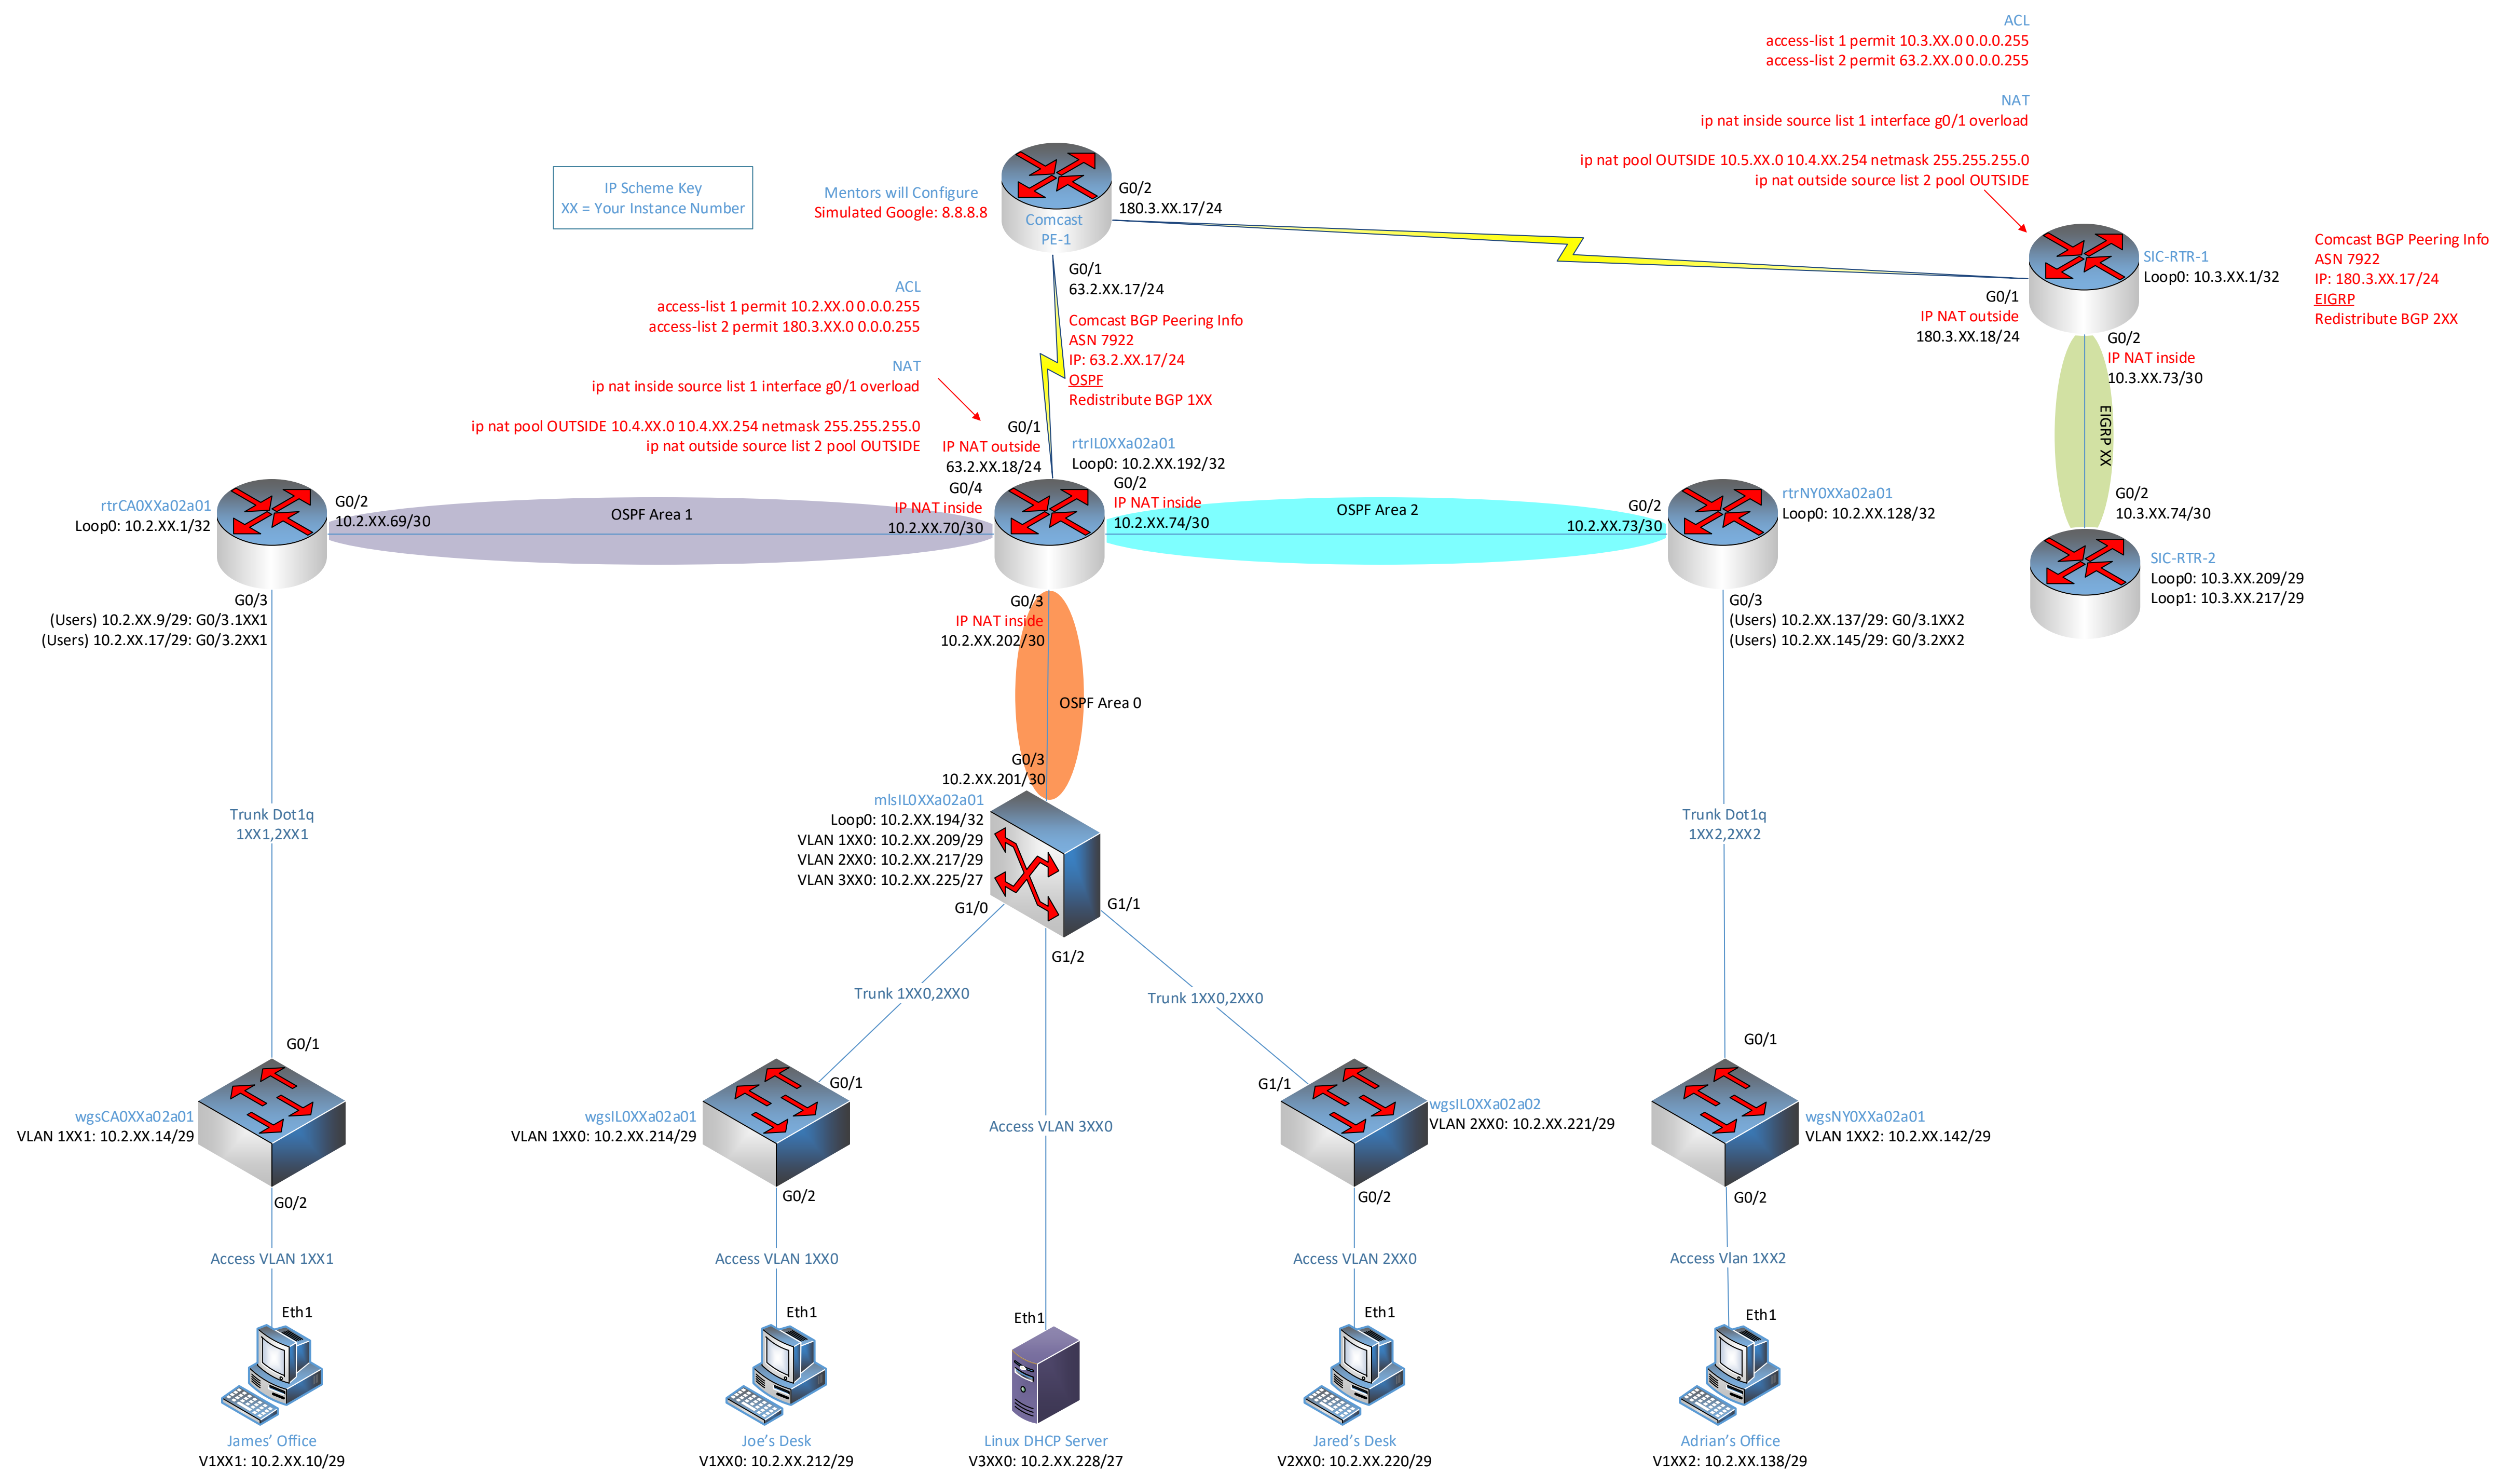 ACL
access-list 1 permit 10.3.XX.0 0.0.0.255
access-list 2 permit 63.2.XX.0 0.0.0.255
NAT
ip nat inside source list 1 interface g0/1 overload
ip nat pool OUTSIDE 10.5.XX.0 10.4.XX.254 netmask 255.255.255.0
ip nat outside source list 2 pool OUTSIDE
IP Scheme Key
XX = Your Instance Number
Mentors will Configure
Simulated Google: 8.8.8.8
Comcast
PE-1
G0/2
180.3.XX.17/24
G0/1
63.2.XX.17/24
SIC-RTR-1
Loop0: 10.3.XX.1/32
Comcast BGP Peering Info
ASN 7922
IP: 180.3.XX.17/24
EIGRP
Redistribute BGP 2XX
G0/1
IP NAT outside
180.3.XX.18/24
G0/2
IP NAT inside
10.3.XX.73/30
EIGRP XX
G0/2
10.3.XX.74/30
SIC-RTR-2
Loop0: 10.3.XX.209/29
Loop1: 10.3.XX.217/29
ACL
access-list 1 permit 10.2.XX.0 0.0.0.255
access-list 2 permit 180.3.XX.0 0.0.0.255
NAT
ip nat inside source list 1 interface g0/1 overload
ip nat pool OUTSIDE 10.4.XX.0 10.4.XX.254 netmask 255.255.255.0
ip nat outside source list 2 pool OUTSIDE
Comcast BGP Peering Info
ASN 7922
IP: 63.2.XX.17/24
OSPF
Redistribute BGP 1XX
G0/1
IP NAT outside
63.2.XX.18/24
rtrIL0XXa02a01
Loop0: 10.2.XX.192/32
G0/4
IP NAT inside
10.2.XX.70/30
G0/2
IP NAT inside
10.2.XX.74/30
rtrCA0XXa02a01
Loop0: 10.2.XX.1/32
G0/2
10.2.XX.69/30
OSPF Area 1
OSPF Area 2
G0/2
10.2.XX.73/30
rtrNY0XXa02a01
Loop0: 10.2.XX.128/32
G0/3
(Users) 10.2.XX.9/29: G0/3.1XX1
(Users) 10.2.XX.17/29: G0/3.2XX1
G0/3
IP NAT inside
10.2.XX.202/30
G0/3
(Users) 10.2.XX.137/29: G0/3.1XX2
(Users) 10.2.XX.145/29: G0/3.2XX2
OSPF Area 0
G0/3
10.2.XX.201/30
mlsIL0XXa02a01
Loop0: 10.2.XX.194/32
VLAN 1XX0: 10.2.XX.209/29
VLAN 2XX0: 10.2.XX.217/29
VLAN 3XX0: 10.2.XX.225/27
G1/0
G1/1
G1/2
Trunk Dot1q
1XX1,2XX1
Trunk Dot1q
1XX2,2XX2
Trunk 1XX0,2XX0
Trunk 1XX0,2XX0
G0/1
wgsCA0XXa02a01
VLAN 1XX1: 10.2.XX.14/29
G0/2
G0/1
wgsIL0XXa02a01
VLAN 1XX0: 10.2.XX.214/29
G0/2
Access VLAN 3XX0
G1/1
wgsIL0XXa02a02
VLAN 2XX0: 10.2.XX.221/29
G0/2
G0/1
wgsNY0XXa02a01
VLAN 1XX2: 10.2.XX.142/29
G0/2
Access VLAN 1XX1
Access VLAN 1XX0
Access VLAN 2XX0
Access Vlan 1XX2
Eth1
Eth1
Eth1
Eth1
Eth1
James' Office
V1XX1: 10.2.XX.10/29
Joe's Desk
V1XX0: 10.2.XX.212/29
Linux DHCP Server
V3XX0: 10.2.XX.228/27
Jared's Desk
V2XX0: 10.2.XX.220/29
Adrian's Office
V1XX2: 10.2.XX.138/29